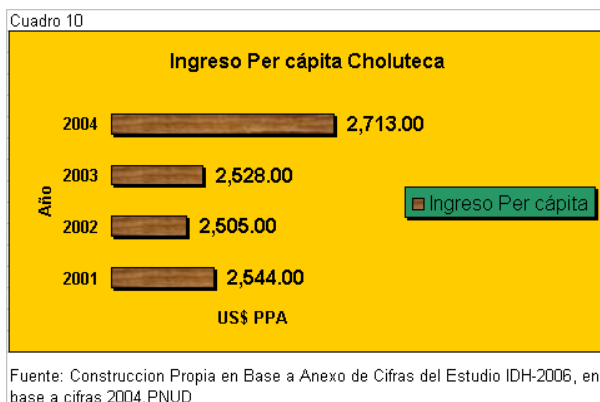 Cuadro 10
Ingreso Per cápita Choluteca
2004 2,713.00
2003 2,528.00
2002 2,505.00
2001 2,544.00
Año
Ingreso Per cápita
US$ PPA
Fuente: Construccion Propia en Base a Anexo de Cifras del Estudio IDH-2006, en
base a cifras 2004.PNUD